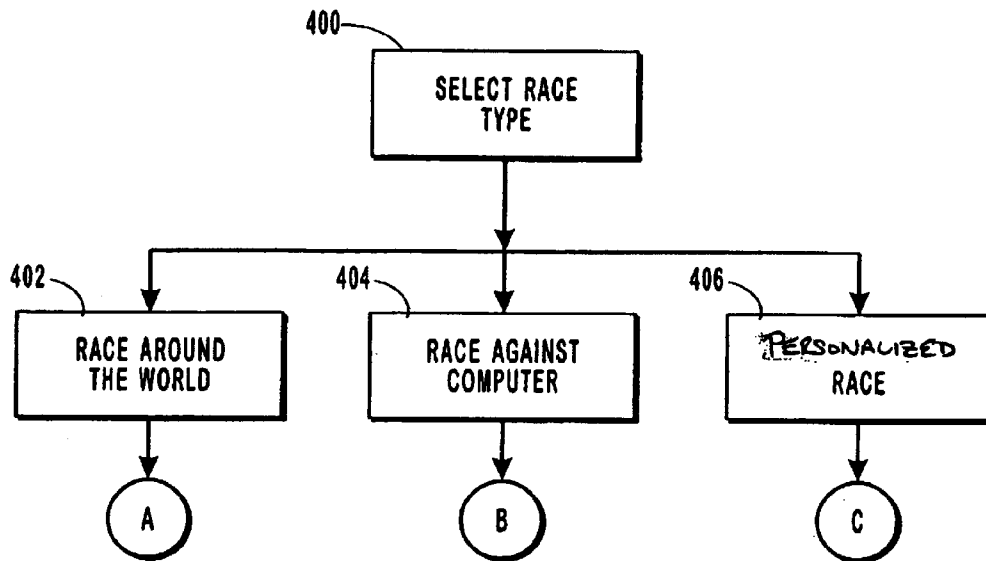 400
SELECT RACE
TYPE
402
404
406
RACE AROUND
THE WORLD
RACE AGAINST
COMPUTER
PERSONALIZED
RACE
A
B
C